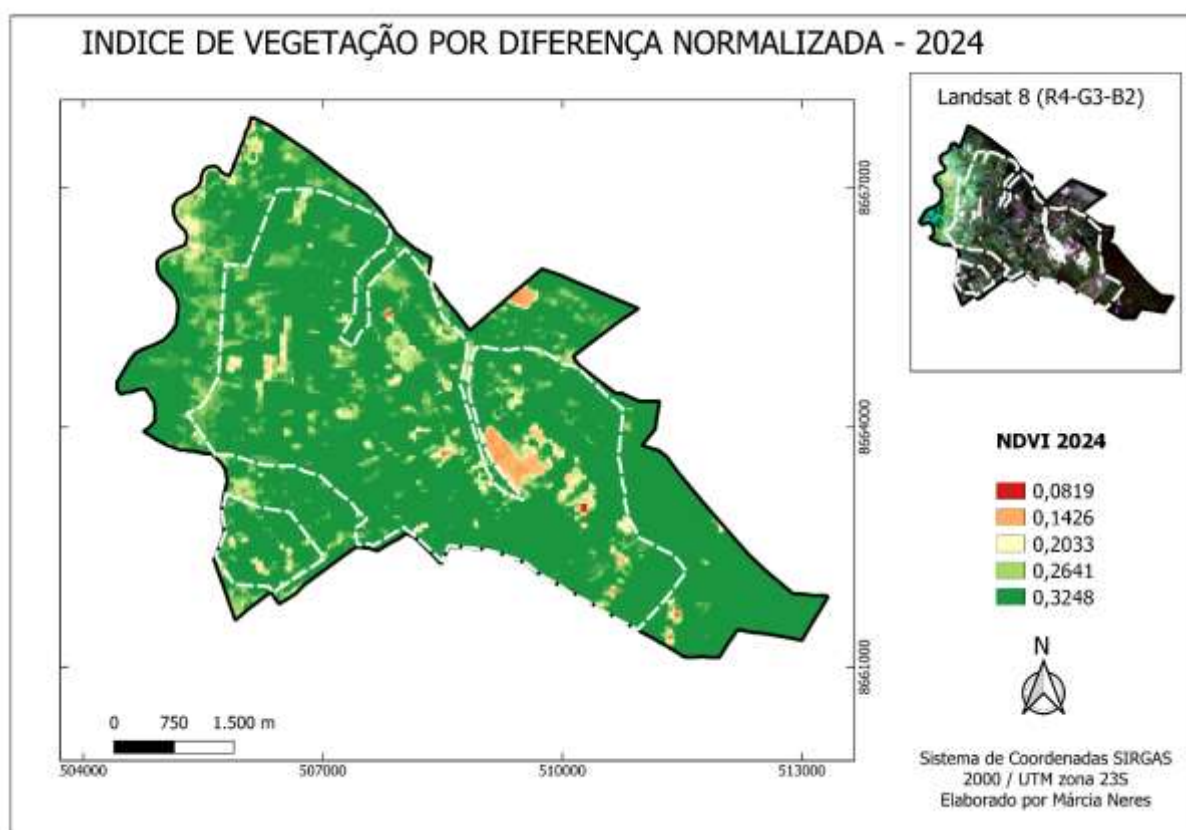 INDICE DE VEGETAÇÃO POR DIFERENÇA NORMALIZADA - 2024
Landsat 8 (R4-G3-B2)
8667000
8664000
8661000
NDVI 2024
0,0819
0,1426
0,2033
0,2641
0,3248
N
0 750 1.500 m
504000 507000 510000 513000
Sistema de Coordenadas SIRGAS
2000 / UTM zona 23S
Elaborado por Márcia Neres